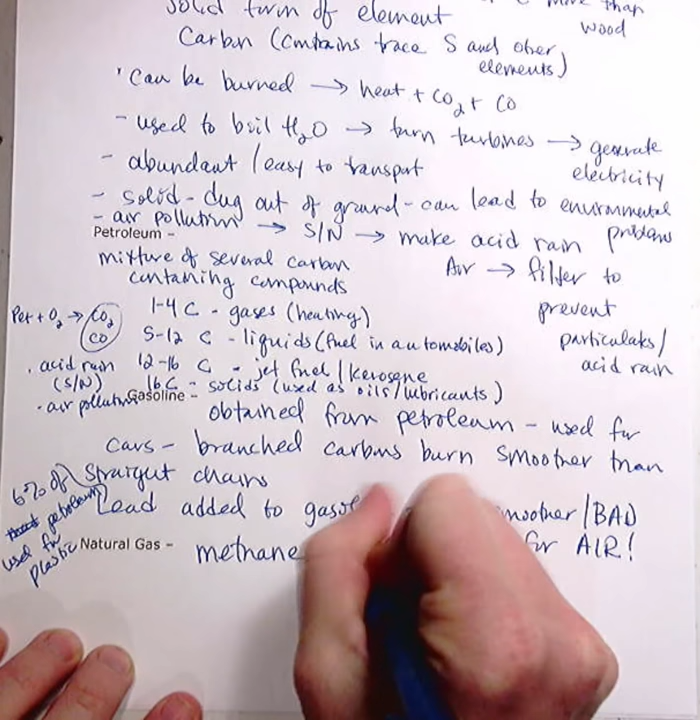 solid form of element
more than
wood
Carbon (contains trace S and other
elements)
· Can be burned → heat + CO₂ + CO
- used to boil H₂O → turn turbines → generate
electricity
- abundant / easy to transport
- solid - dug out of ground - can lead to environmental
problems
- air pollution → S/N → make acid rain
Petroleum -
mixture of several carbon
containing compounds
Air → filter to
prevent
particulates/
acid rain
Pet + O₂ → CO₂
CO
1-4 C - gases (heating)
5-12 C - liquids (fuel in automobiles)
12-16 C - jet fuel / kerosene
16 C - solids (used as oils/lubricants)
· acid rain
(S/N)
· air pollution
Gasoline -
obtained from petroleum - used for
cars - branched carbons burn smoother than
straight chains
6% of
petroleum
used for
plastic
Lead added to gasol
smoother / BAD
for AIR!
Natural Gas -
methane